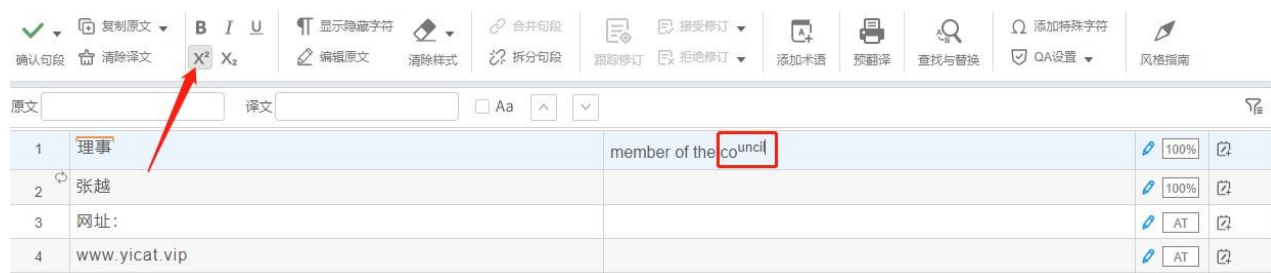 复制原文 B I U 显示隐藏字符 合并句段 接受修订 Ω 添加特殊字符
确认句段 清除译文 X² X₂ 编辑原文 清除样式 拆分句段 跟踪修订 拒绝修订 添加术语 预翻译 查找与替换 QA设置 风格指南
原文 译文 Aa
1 理事 member of the council 100%
2 张越 100%
3 网址: AT
4 www.yicat.vip AT